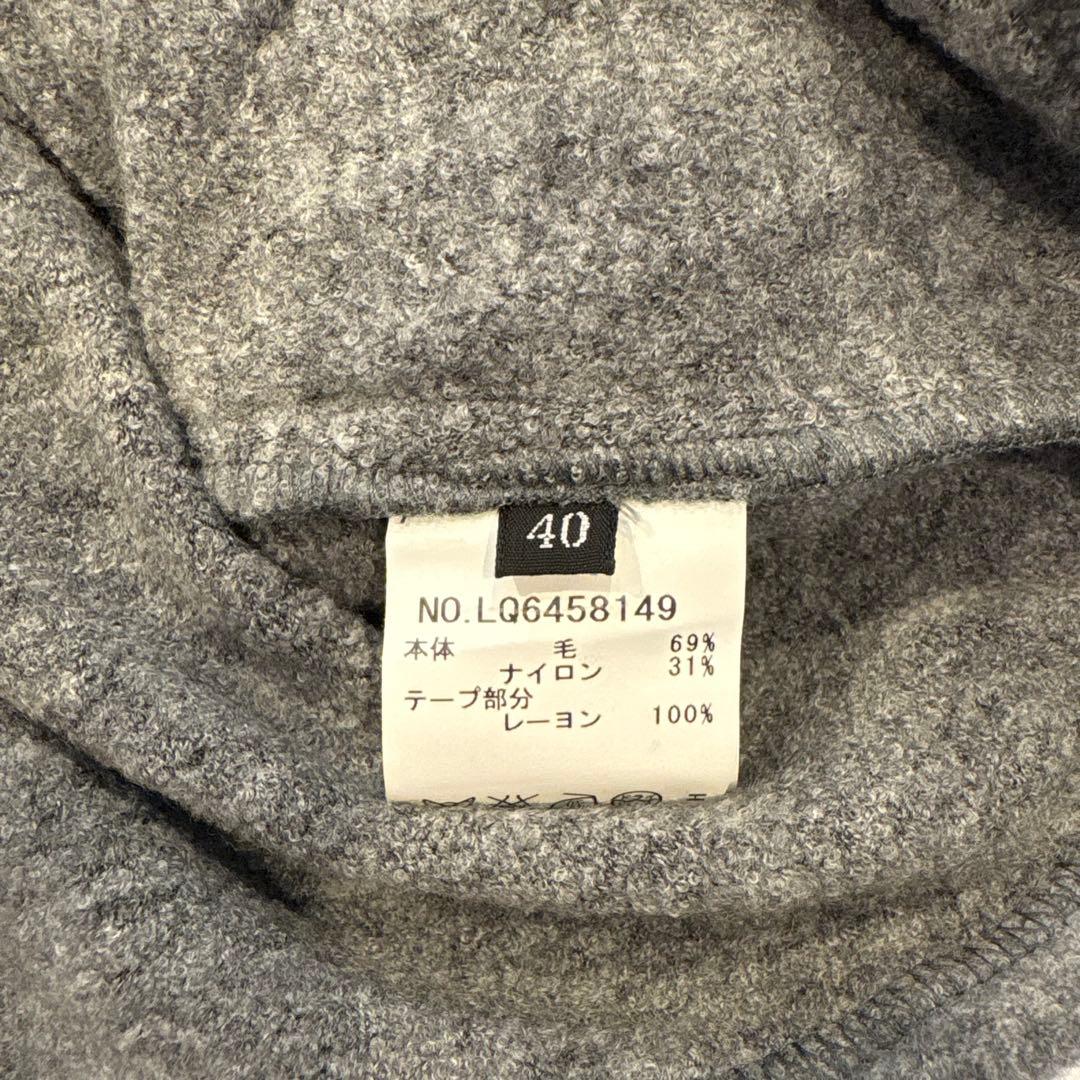 40
NO.LQ6458149
本体 毛 69%
ナイロン 31%
テープ部分
レーヨン 100%